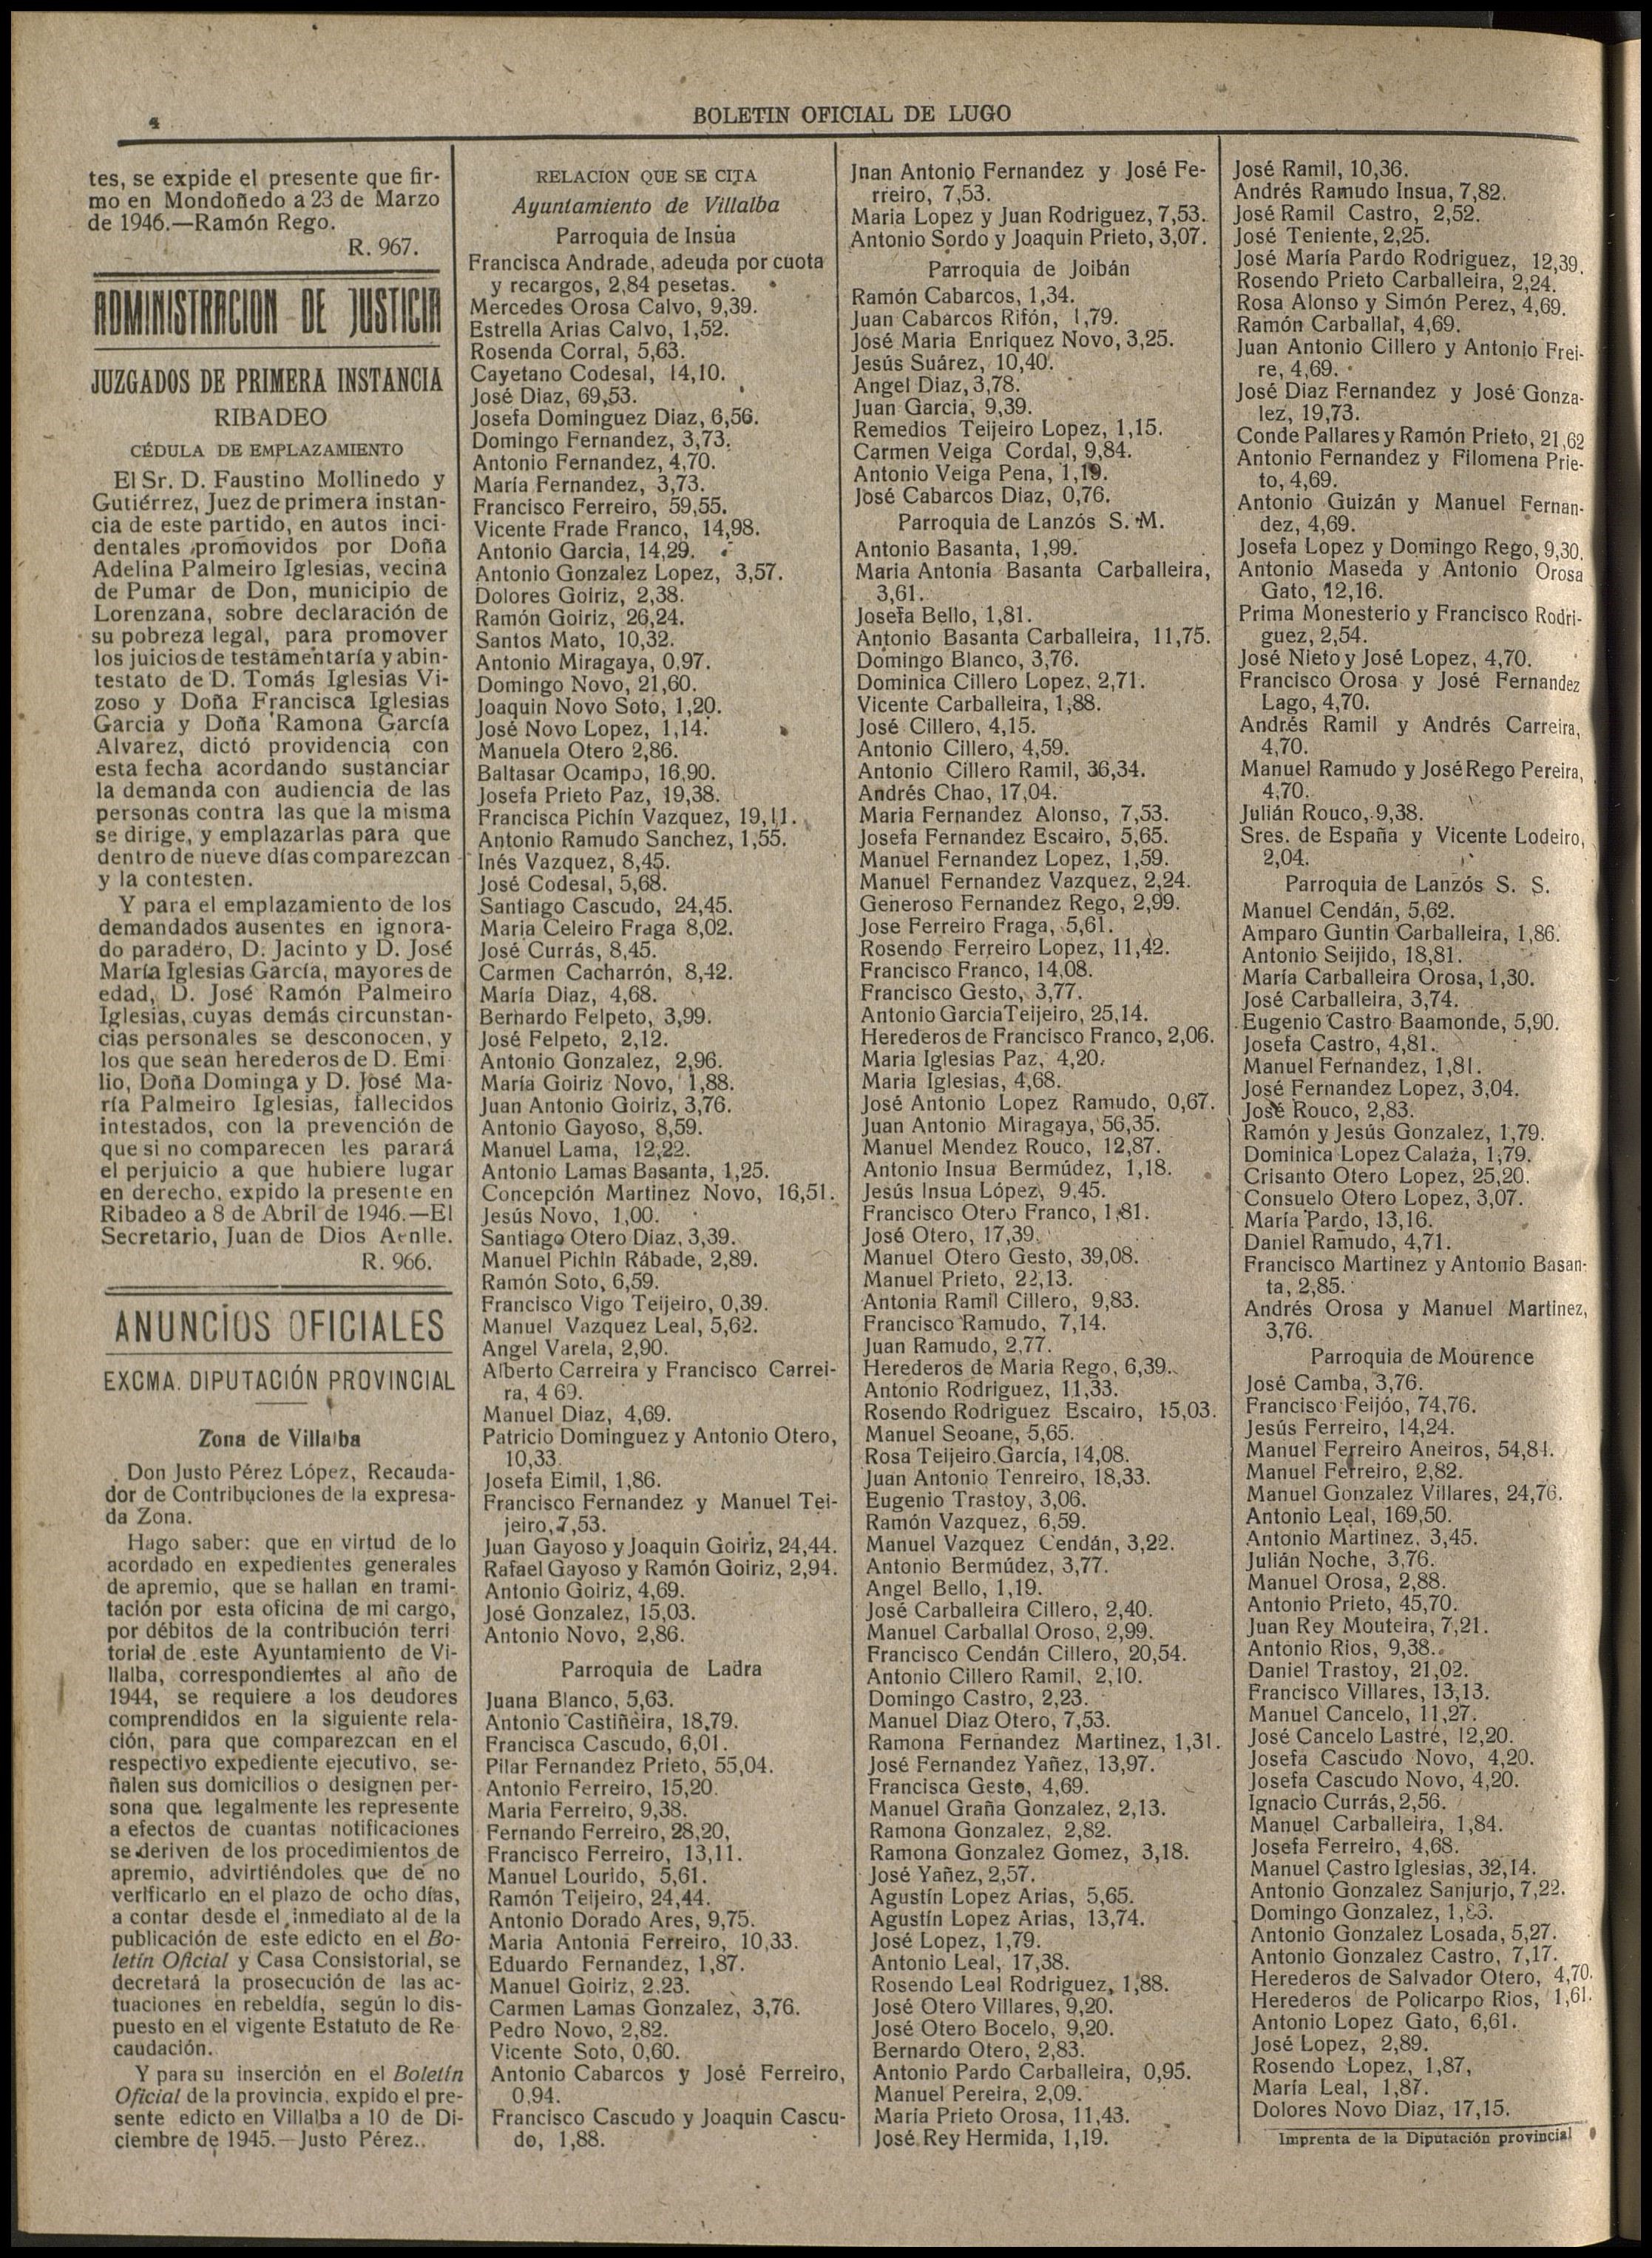 4
BOLETIN OFICIAL DE LUGO
tes, se expide el presente que fir-
mo en Mondoñedo a 23 de Marzo
de 1946.—Ramón Rego.
R. 967.
ADMINISTRACION DE JUSTICIA
JUZGADOS DE PRIMERA INSTANCIA
RIBADEO
CÉDULA DE EMPLAZAMIENTO
El Sr. D. Faustino Mollinedo y
Gutiérrez, Juez de primera instan-
cia de este partido, en autos inci-
dentales promovidos por Doña
Adelina Palmeiro Iglesias, vecina
de Pumar de Don, municipio de
Lorenzana, sobre declaración de
su pobreza legal, para promover
los juicios de testamentaría y abin-
testato de D. Tomás Iglesias Vi-
zoso y Doña Francisca Iglesias
Garcia y Doña Ramona García
Alvarez, dictó providencia con
esta fecha acordando sustanciar
la demanda con audiencia de las
personas contra las que la misma
se dirige, y emplazarlas para que
dentro de nueve días comparezcan
y la contesten.
Y para el emplazamiento de los
demandados ausentes en ignora-
do paradero, D. Jacinto y D. José
María Iglesias García, mayores de
edad, D. José Ramón Palmeiro
Iglesias, cuyas demás circunstan-
cias personales se desconocen, y
los que sean herederos de D. Emi
lio, Doña Dominga y D. José Ma-
ría Palmeiro Iglesias, fallecidos
intestados, con la prevención de
que si no comparecen les parará
el perjuicio a que hubiere lugar
en derecho, expido la presente en
Ribadeo a 8 de Abril de 1946.—El
Secretario, Juan de Dios
R. 966.
ANUNCIOS OFICIALES
EXCMA. DIPUTACIÓN PROVINCIAL
Zona de Villalba
Don Justo Pérez López, Recauda-
dor de Contribuciones de la expresa-
da Zona.
Hago saber: que en virtud de lo
acordado en expedientes generales
de apremio, que se hallan en trami-
tación por esta oficina de mi cargo,
por débitos de la contribución terri
torial de este Ayuntamiento de Vi-
llalba, correspondientes al año de
1944, se requiere a los deudores
comprendidos en la siguiente rela-
ción, para que comparezcan en el
respectivo expediente ejecutivo, se-
ñalen sus domicilios o designen per-
sona que legalmente les represente
a efectos de cuantas notificaciones
se deriven de los procedimientos de
apremio, advirtiéndoles que de no
verificarlo en el plazo de ocho días,
a contar desde el inmediato al de la
publicación de este edicto en el Bo-
letín Oficial y Casa Consistorial, se
decretará la prosecución de las ac-
tuaciones en rebeldía, según lo dis-
puesto en el vigente Estatuto de Re-
caudación.
Y para su inserción en el Boletín
Oficial de la provincia, expido el pre-
sente edicto en Villalba a 10 de Di-
ciembre de 1945.—Justo Pérez.
RELACION QUE SE CITA
Ayuntamiento de Villalba
Parroquia de Insúa
Francisca Andrade, adeuda por cuota
y recargos, 2,84 pesetas.
Mercedes Orosa Calvo, 9,39.
Estrella Arias Calvo, 1,52.
Rosenda Corral, 5,63.
Cayetano Codesal, 14,10.
José Diaz, 69,53.
Josefa Dominguez Diaz, 6,56.
Domingo Fernandez, 3,73.
Antonio Fernandez, 4,70.
María Fernandez, 3,73.
Francisco Ferreiro, 59,55.
Vicente Frade Franco, 14,98.
Antonio Garcia, 14,29.
Antonio Gonzalez Lopez, 3,57.
Dolores Goiriz, 2,38.
Ramón Goiriz, 26,24.
Santos Mato, 10,32.
Antonio Miragaya, 0,97.
Domingo Novo, 21,60.
Joaquin Novo Soto, 1,20.
José Novo Lopez, 1,14.
Manuela Otero 2,86.
Baltasar Ocampo, 16,90.
Josefa Prieto Paz, 19,38.
Francisca Pichín Vazquez, 19,11.
Antonio Ramudo Sanchez, 1,55.
Inés Vazquez, 8,45.
José Codesal, 5,68.
Santiago Cascudo, 24,45.
Maria Celeiro Fraga 8,02.
José Currás, 8,45.
Carmen Cacharrón, 8,42.
María Diaz, 4,68.
Bernardo Felpeto, 3,99.
José Felpeto, 2,12.
Antonio Gonzalez, 2,96.
María Goiriz Novo, 1,88.
Juan Antonio Goiriz, 3,76.
Antonio Gayoso, 8,59.
Manuel Lama, 12,22.
Antonio Lamas Basanta, 1,25.
Concepción Martinez Novo, 16,51.
Jesús Novo, 1,00.
Santiago Otero Diaz, 3,39.
Manuel Pichin Rábade, 2,89.
Ramón Soto, 6,59.
Francisco Vigo Teijeiro, 0,39.
Manuel Vazquez Leal, 5,62.
Angel Varela, 2,90.
Alberto Carreira y Francisco Carrei-
ra, 4 69.
Manuel Diaz, 4,69.
Patricio Dominguez y Antonio Otero,
10,33.
Josefa Eimil, 1,86.
Francisco Fernandez y Manuel Tei-
jeiro, 7,53.
Juan Gayoso y Joaquin Goiriz, 24,44.
Rafael Gayoso y Ramón Goiriz, 2,94.
Antonio Goiriz, 4,69.
José Gonzalez, 15,03.
Antonio Novo, 2,86.
Parroquia de Ladra
Juana Blanco, 5,63.
Antonio Castiñeira, 18,79.
Francisca Cascudo, 6,01.
Pilar Fernandez Prieto, 55,04.
Antonio Ferreiro, 15,20.
Maria Ferreiro, 9,38.
Fernando Ferreiro, 28,20,
Francisco Ferreiro, 13,11.
Manuel Lourido, 5,61.
Ramón Teijeiro, 24,44.
Antonio Dorado Ares, 9,75.
Maria Antonia Ferreiro, 10,33.
Eduardo Fernandez, 1,87.
Manuel Goiriz, 2.23.
Carmen Lamas Gonzalez, 3,76.
Pedro Novo, 2,82.
Vicente Soto, 0,60.
Antonio Cabarcos y José Ferreiro,
0,94.
Francisco Cascudo y Joaquin Cascu-
do, 1,88.
Jnan Antonio Fernandez y José Fe-
rreiro, 7,53.
Maria Lopez y Juan Rodriguez, 7,53.
Antonio Sordo y Joaquin Prieto, 3,07.
Parroquia de Joibán
Ramón Cabarcos, 1,34.
Juan Cabarcos Rifón, 1,79.
José Maria Enriquez Novo, 3,25.
Jesús Suárez, 10,40.
Angel Diaz, 3,78.
Juan Garcia, 9,39.
Remedios Teijeiro Lopez, 1,15.
Carmen Veiga Cordal, 9,84.
Antonio Veiga Pena, 1,19.
José Cabarcos Diaz, 0,76.
Parroquia de Lanzós S. M.
Antonio Basanta, 1,99.
Maria Antonia Basanta Carballeira,
3,61.
Josefa Bello, 1,81.
Antonio Basanta Carballeira, 11,75.
Domingo Blanco, 3,76.
Dominica Cillero Lopez, 2,71.
Vicente Carballeira, 1,88.
José Cillero, 4,15.
Antonio Cillero, 4,59.
Antonio Cillero Ramil, 36,34.
Andrés Chao, 17,04.
Maria Fernandez Alonso, 7,53.
Josefa Fernandez Escairo, 5,65.
Manuel Fernandez Lopez, 1,59.
Manuel Fernandez Vazquez, 2,24.
Generoso Fernandez Rego, 2,99.
Jose Ferreiro Fraga, 5,61.
Rosendo Ferreiro Lopez, 11,42.
Francisco Franco, 14,08.
Francisco Gesto, 3,77.
Antonio Garcia Teijeiro, 25,14.
Herederos de Francisco Franco, 2,06.
Maria Iglesias Paz, 4,20.
Maria Iglesias, 4,68.
José Antonio Lopez Ramudo, 0,67.
Juan Antonio Miragaya, 56,35.
Manuel Mendez Rouco, 12,87.
Antonio Insua Bermúdez, 1,18.
Jesús Insua López, 9,45.
Francisco Otero Franco, 1,81.
José Otero, 17,39.
Manuel Otero Gesto, 39,08.
Manuel Prieto, 22,13.
Antonia Ramil Cillero, 9,83.
Francisco Ramudo, 7,14.
Juan Ramudo, 2,77.
Herederos de Maria Rego, 6,39.
Antonio Rodriguez, 11,33.
Rosendo Rodriguez Escairo, 15,03.
Manuel Seoane, 5,65.
Rosa Teijeiro García, 14,08.
Juan Antonio Tenreiro, 18,33.
Eugenio Trastoy, 3,06.
Ramón Vazquez, 6,59.
Manuel Vazquez Cendán, 3,22.
Antonio Bermúdez, 3,77.
Angel Bello, 1,19.
José Carballeira Cillero, 2,40.
Manuel Carballal Oroso, 2,99.
Francisco Cendán Cillero, 20,54.
Antonio Cillero Ramil, 2,10.
Domingo Castro, 2,23.
Manuel Diaz Otero, 7,53.
Ramona Fernandez Martinez, 1,31.
José Fernandez Yañez, 13,97.
Francisca Gesto, 4,69.
Manuel Graña Gonzalez, 2,13.
Ramona Gonzalez, 2,82.
Ramona Gonzalez Gomez, 3,18.
José Yañez, 2,57.
Agustín Lopez Arias, 5,65.
Agustín Lopez Arias, 13,74.
José Lopez, 1,79.
Antonio Leal, 17,38.
Rosendo Leal Rodriguez, 1,88.
José Otero Villares, 9,20.
José Otero Bocelo, 9,20.
Bernardo Otero, 2,83.
Antonio Pardo Carballeira, 0,95.
Manuel Pereira, 2,09.
Maria Prieto Orosa, 11,43.
José Rey Hermida, 1,19.
José Ramil, 10,36.
Andrés Ramudo Insua, 7,82.
José Ramil Castro, 2,52.
José Teniente, 2,25.
José María Pardo Rodriguez, 12,39.
Rosendo Prieto Carballeira, 2,24.
Rosa Alonso y Simón Perez, 4,69.
Ramón Carballal, 4,69.
Juan Antonio Cillero y Antonio Frei-
re, 4,69.
José Diaz Fernandez y José Gonza-
lez, 19,73.
Conde Pallares y Ramón Prieto, 21,62
Antonio Fernandez y Filomena Prie-
to, 4,69.
Antonio Guizán y Manuel Fernan-
dez, 4,69.
Josefa Lopez y Domingo Rego, 9,30.
Antonio Maseda y Antonio Orosa
Gato, 12,16.
Prima Monesterio y Francisco Rodri-
guez, 2,54.
José Nieto y José Lopez, 4,70.
Francisco Orosa y José Fernandez
Lago, 4,70.
Andrés Ramil y Andrés Carreira,
4,70.
Manuel Ramudo y José Rego Pereira,
4,70.
Julián Rouco, 9,38.
Sres. de España y Vicente Lodeiro,
2,04.
Parroquia de Lanzós S. S.
Manuel Cendán, 5,62.
Amparo Guntin Carballeira, 1,86.
Antonio Seijido, 18,81.
María Carballeira Orosa, 1,30.
José Carballeira, 3,74.
Eugenio Castro Baamonde, 5,90.
Josefa Castro, 4,81.
Manuel Fernandez, 1,81.
José Fernandez Lopez, 3,04.
José Rouco, 2,83.
Ramón y Jesús Gonzalez, 1,79.
Dominica Lopez Calaza, 1,79.
Crisanto Otero Lopez, 25,20.
Consuelo Otero Lopez, 3,07.
María Pardo, 13,16.
Daniel Ramudo, 4,71.
Francisco Martinez y Antonio Basan-
ta, 2,85.
Andrés Orosa y Manuel Martinez,
3,76.
Parroquia de Mourence
José Camba, 3,76.
Francisco Feijóo, 74,76.
Jesús Ferreiro, 14,24.
Manuel Ferreiro Aneiros, 54,84.
Manuel Ferreiro, 2,82.
Manuel Gonzalez Villares, 24,76.
Antonio Leal, 169,50.
Antonio Martinez, 3,45.
Julián Noche, 3,76.
Manuel Orosa, 2,88.
Antonio Prieto, 45,70.
Juan Rey Mouteira, 7,21.
Antonio Rios, 9,38.
Daniel Trastoy, 21,02.
Francisco Villares, 13,13.
Manuel Cancelo, 11,27.
José Cancelo Lastre, 12,20.
Josefa Cascudo Novo, 4,20.
Josefa Cascudo Novo, 4,20.
Ignacio Currás, 2,56.
Manuel Carballeira, 1,84.
Josefa Ferreiro, 4,68.
Manuel Castro Iglesias, 32,14.
Antonio Gonzalez Sanjurjo, 7,22.
Domingo Gonzalez,
Antonio Gonzalez Losada, 5,27.
Antonio Gonzalez Castro, 7,17.
Herederos de Salvador Otero, 4,70.
Herederos de Policarpo Rios, 1,61.
Antonio Lopez Gato, 6,61.
José Lopez, 2,89.
Rosendo Lopez, 1,87,
María Leal, 1,87.
Dolores Novo Diaz, 17,15.
Imprenta de la Diputación provincial